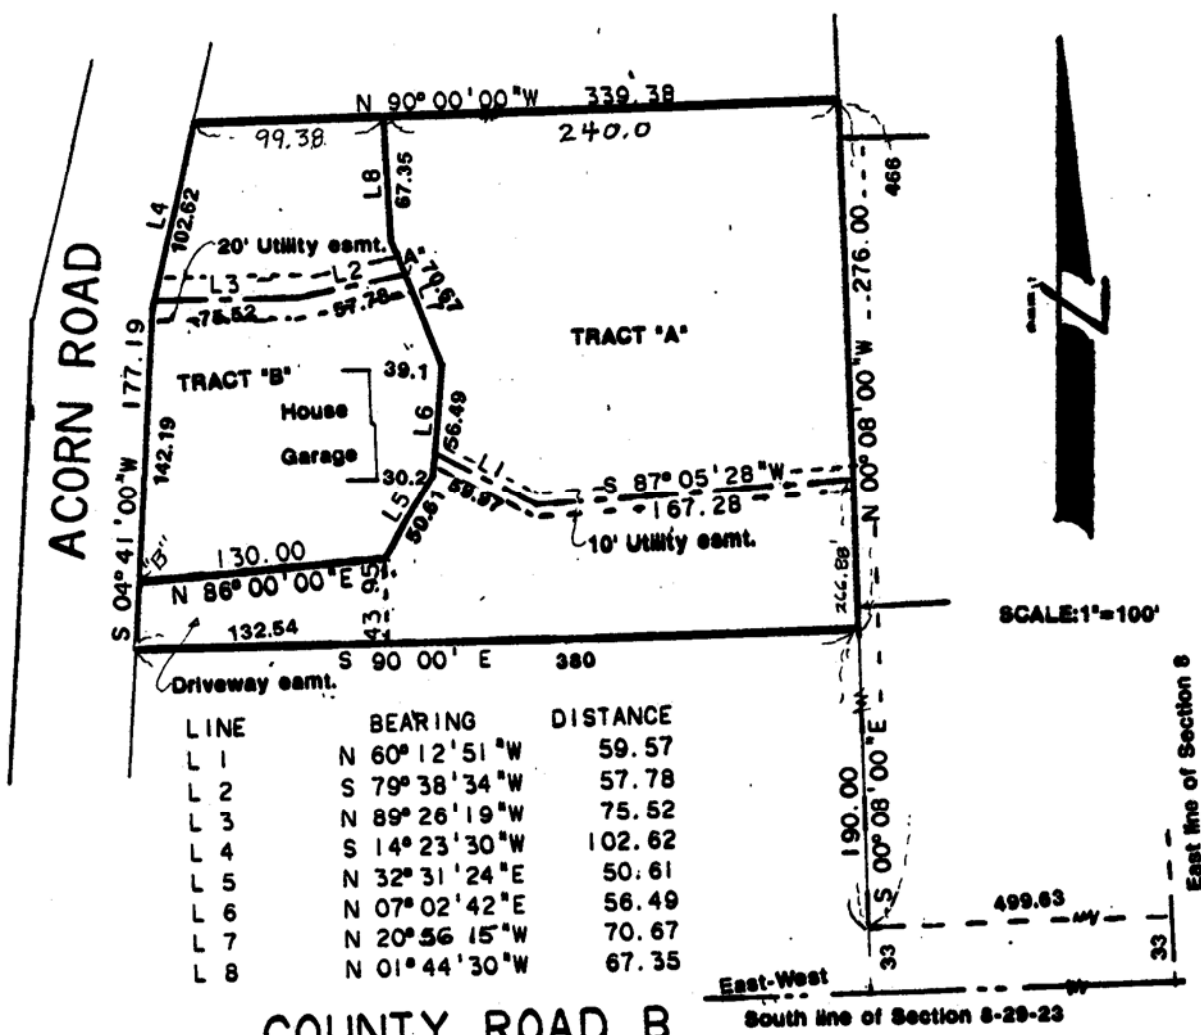 N 90° 00' 00"W 339.38
99.38 240.0
L8 67.35
466
L4 102.62
20' Utility esmt.
"A"
L3 L2
75.52 57.78
L7 70.67
TRACT "A"
N 00° 08' 00"W 276.00
ACORN ROAD
S 04° 41' 00"W 177.19
142.19
TRACT "B"
39.1
House
Garage
30.2
L6 56.49
L1
59.97
S 87° 05' 28"W
167.28
10' Utility esmt.
L5 50.61
"B"
130.00
N 86° 00' 00"E
43.95
266.88'
132.54
S 90 00' E 380
Driveway eamt.
SCALE:1"=100'
LINE BEARING DISTANCE
L 1 N 60° 12' 51"W 59.57
L 2 S 79° 38' 34"W 57.78
L 3 N 89° 26' 19"W 75.52
L 4 S 14° 23' 30"W 102.62
L 5 N 32° 31' 24"E 50.61
L 6 N 07° 02' 42"E 56.49
L 7 N 20° 56 15"W 70.67
L 8 N 01° 44' 30"W 67.35
190.00
S 00° 08' 00"E
499.63
33
33
East line of Section 8
East-West
South line of Section 8-29-23
COUNTY ROAD B